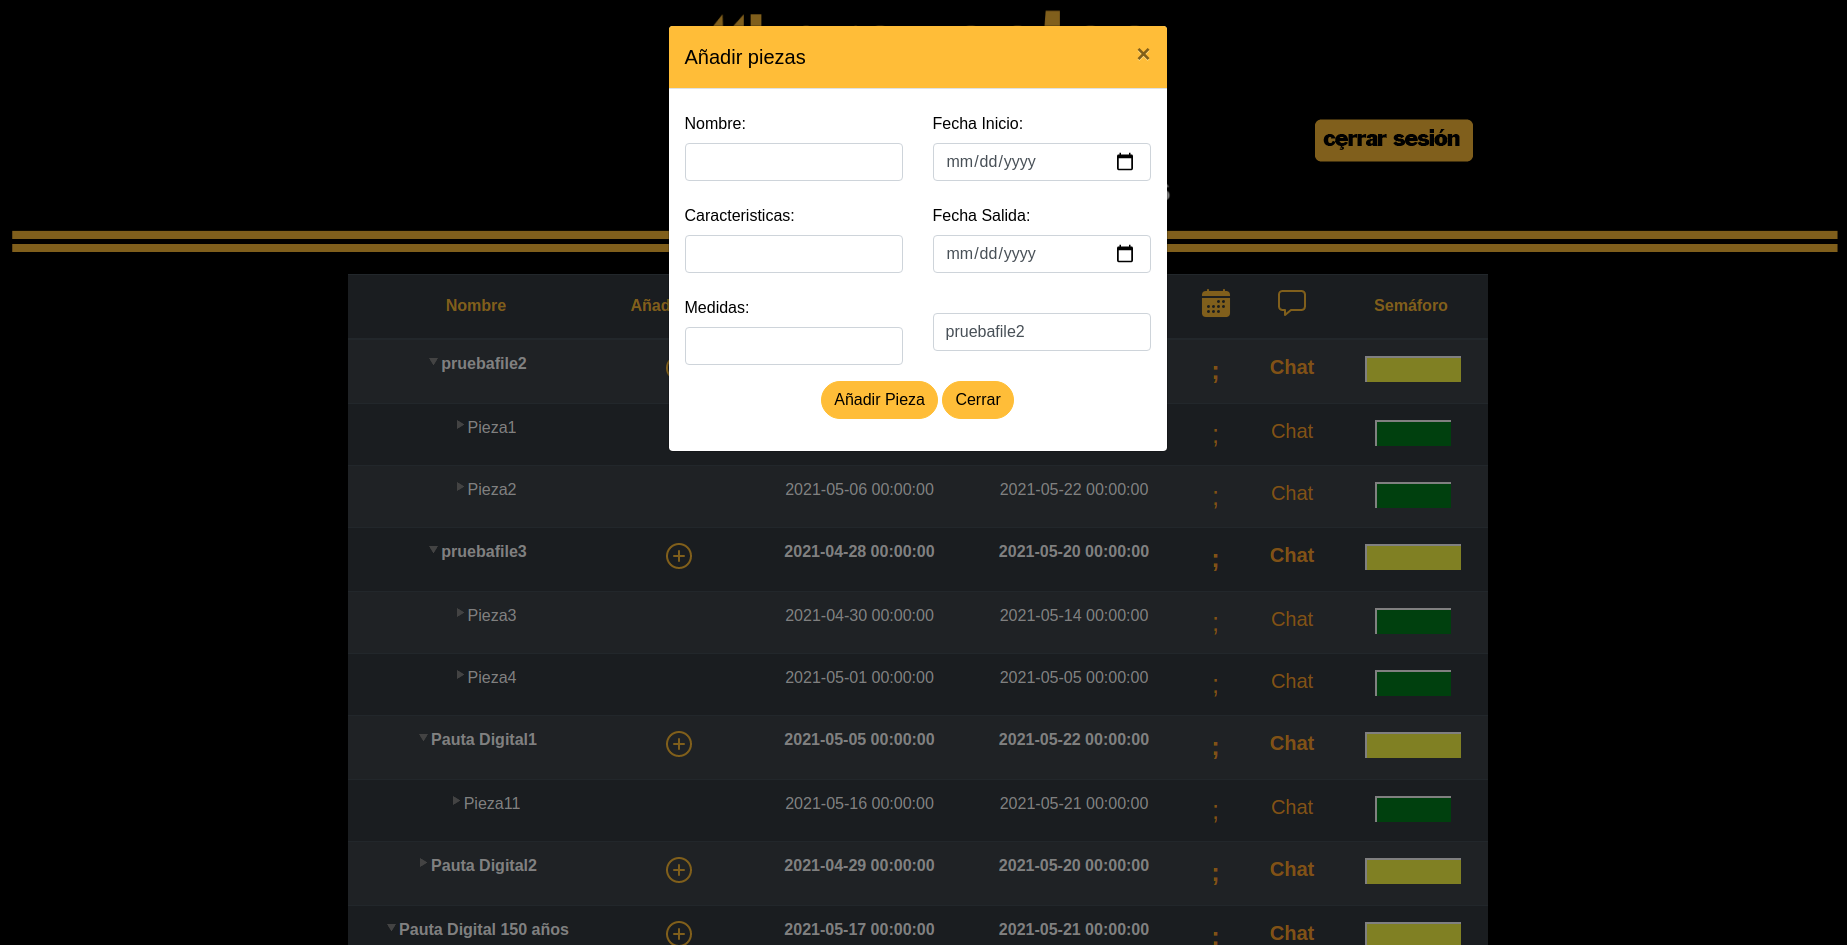 Añadir piezas ×
Nombre: Fecha Inicio:
mm/dd/yyyy
cerrar sesión
Caracteristicas: Fecha Salida:
mm/dd/yyyy
Medidas:
pruebafile2
Añadir Pieza Cerrar
Nombre Añad Semáforo
pruebafile2 ; Chat
Pieza1 ; Chat
Pieza2 2021-05-06 00:00:00 2021-05-22 00:00:00 ; Chat
pruebafile3 2021-04-28 00:00:00 2021-05-20 00:00:00 ; Chat
Pieza3 2021-04-30 00:00:00 2021-05-14 00:00:00 ; Chat
Pieza4 2021-05-01 00:00:00 2021-05-05 00:00:00 ; Chat
Pauta Digital1 2021-05-05 00:00:00 2021-05-22 00:00:00 ; Chat
Pieza11 2021-05-16 00:00:00 2021-05-21 00:00:00 ; Chat
Pauta Digital2 2021-04-29 00:00:00 2021-05-20 00:00:00 ; Chat
Pauta Digital 150 años 2021-05-17 00:00:00 2021-05-21 00:00:00 ; Chat